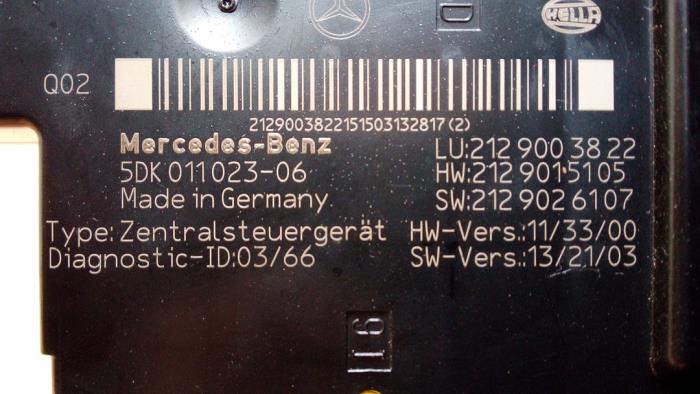 D
HELLA
Q02
2129003822151503132817(2)
Mercedes-Benz
LU:212 900 38 22
5DK 011 023-06
HW:212 901 51 05
Made in Germany
SW:212 902 61 07
Type: Zentralsteuergerät
HW-Vers.:11/33/00
Diagnostic-ID:03/66
SW-Vers.:13/21/03
16